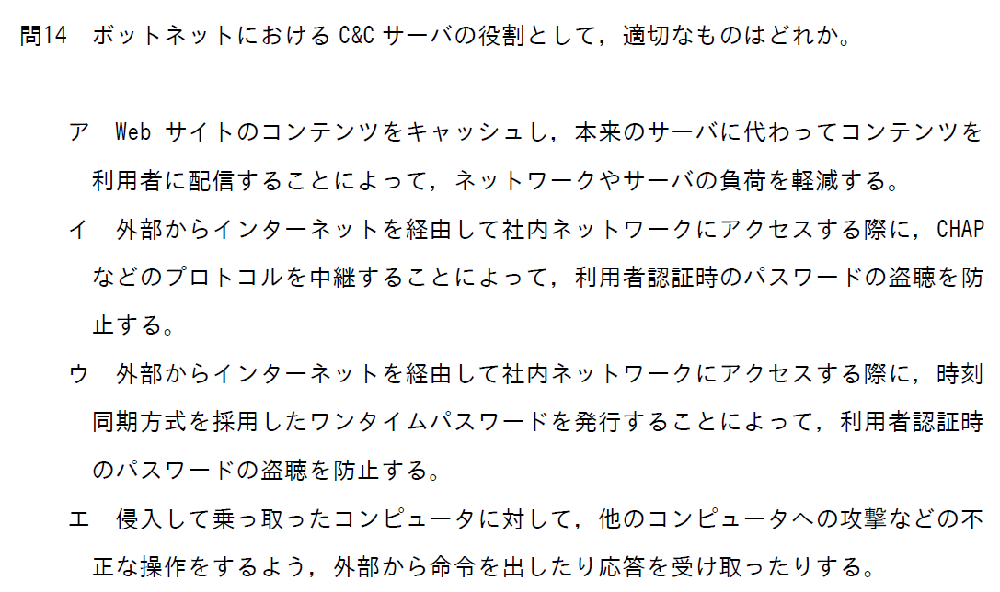 問14 ボットネットにおける C&C サーバの役割として，適切なものはどれか。
ア Web サイトのコンテンツをキャッシュし，本来のサーバに代わってコンテンツを
利用者に配信することによって，ネットワークやサーバの負荷を軽減する。
イ 外部からインターネットを経由して社内ネットワークにアクセスする際に，CHAP
などのプロトコルを中継することによって，利用者認証時のパスワードの盗聴を防
止する。
ウ 外部からインターネットを経由して社内ネットワークにアクセスする際に，時刻
同期方式を採用したワンタイムパスワードを発行することによって，利用者認証時
のパスワードの盗聴を防止する。
エ 侵入して乗っ取ったコンピュータに対して，他のコンピュータへの攻撃などの不
正な操作をするよう，外部から命令を出したり応答を受け取ったりする。